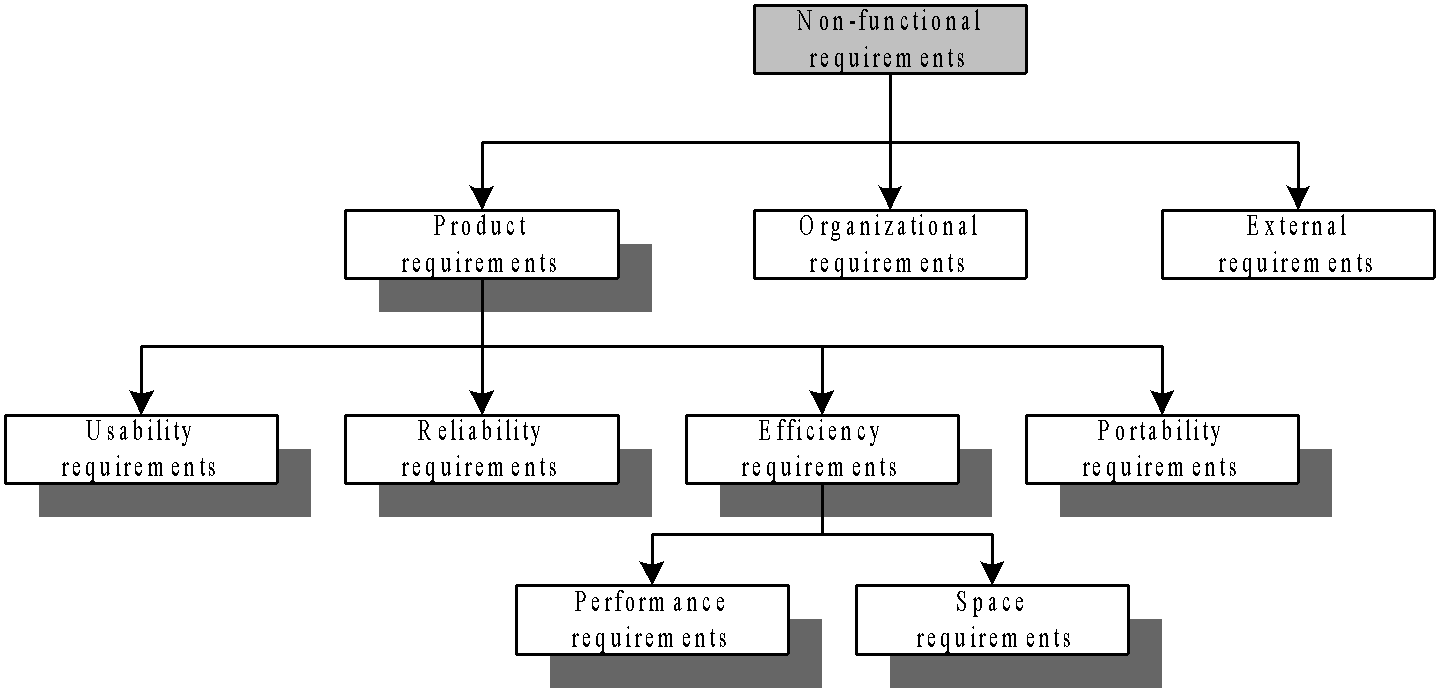 Non-functional
requirements
Product
requirements
Organizational
requirements
External
requirements
Usability
requirements
Reliability
requirements
Efficiency
requirements
Portability
requirements
Performance
requirements
Space
requirements